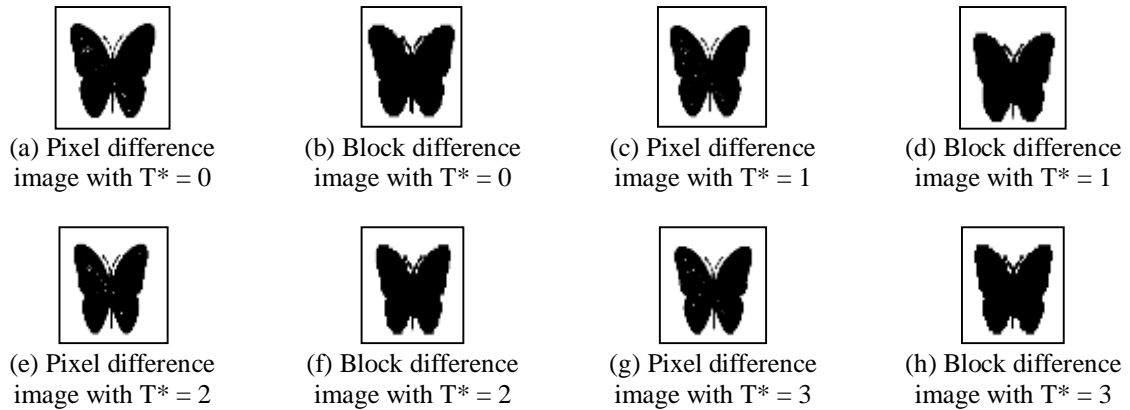 (a) Pixel difference
image with T* = 0
(b) Block difference
image with T* = 0
(c) Pixel difference
image with T* = 1
(d) Block difference
image with T* = 1
(e) Pixel difference
image with T* = 2
(f) Block difference
image with T* = 2
(g) Pixel difference
image with T* = 3
(h) Block difference
image with T* = 3